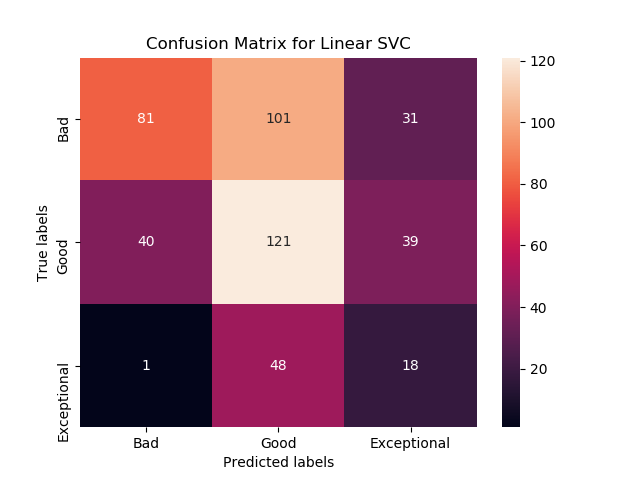 Confusion Matrix for Linear SVC
True labels
Bad
81
101
31
Good
40
121
39
Exceptional
1
48
18
Bad
Good
Exceptional
Predicted labels
120
100
80
60
40
20